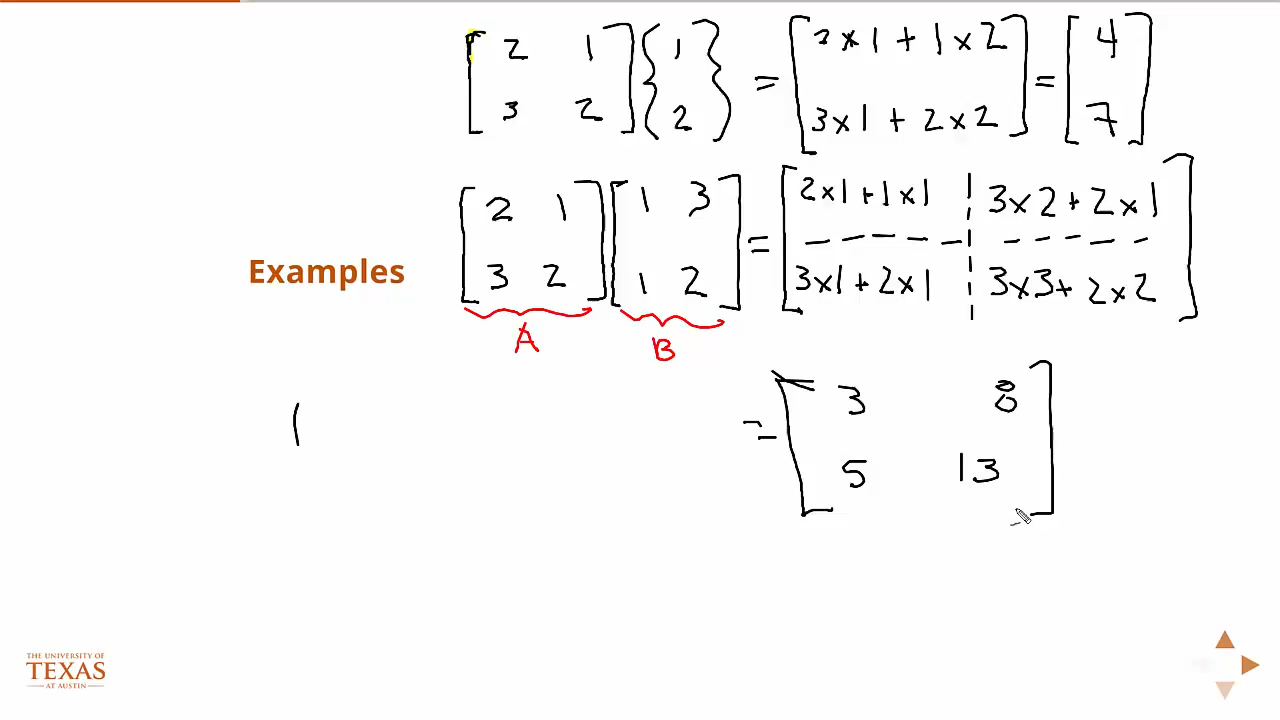 [2 1] {1} = [2x1 + 1x2] = [4]
[3 2] {2} [3x1 + 2x2] [7]
[2 1] [1 3] = [2x1+1x1 | 3x2+2x1]
Examples
[3 2] [1 2] [3x1+2x1 | 3x3+2x2]
A B
= [3 8]
[5 13]
THE UNIVERSITY OF
TEXAS
AT AUSTIN